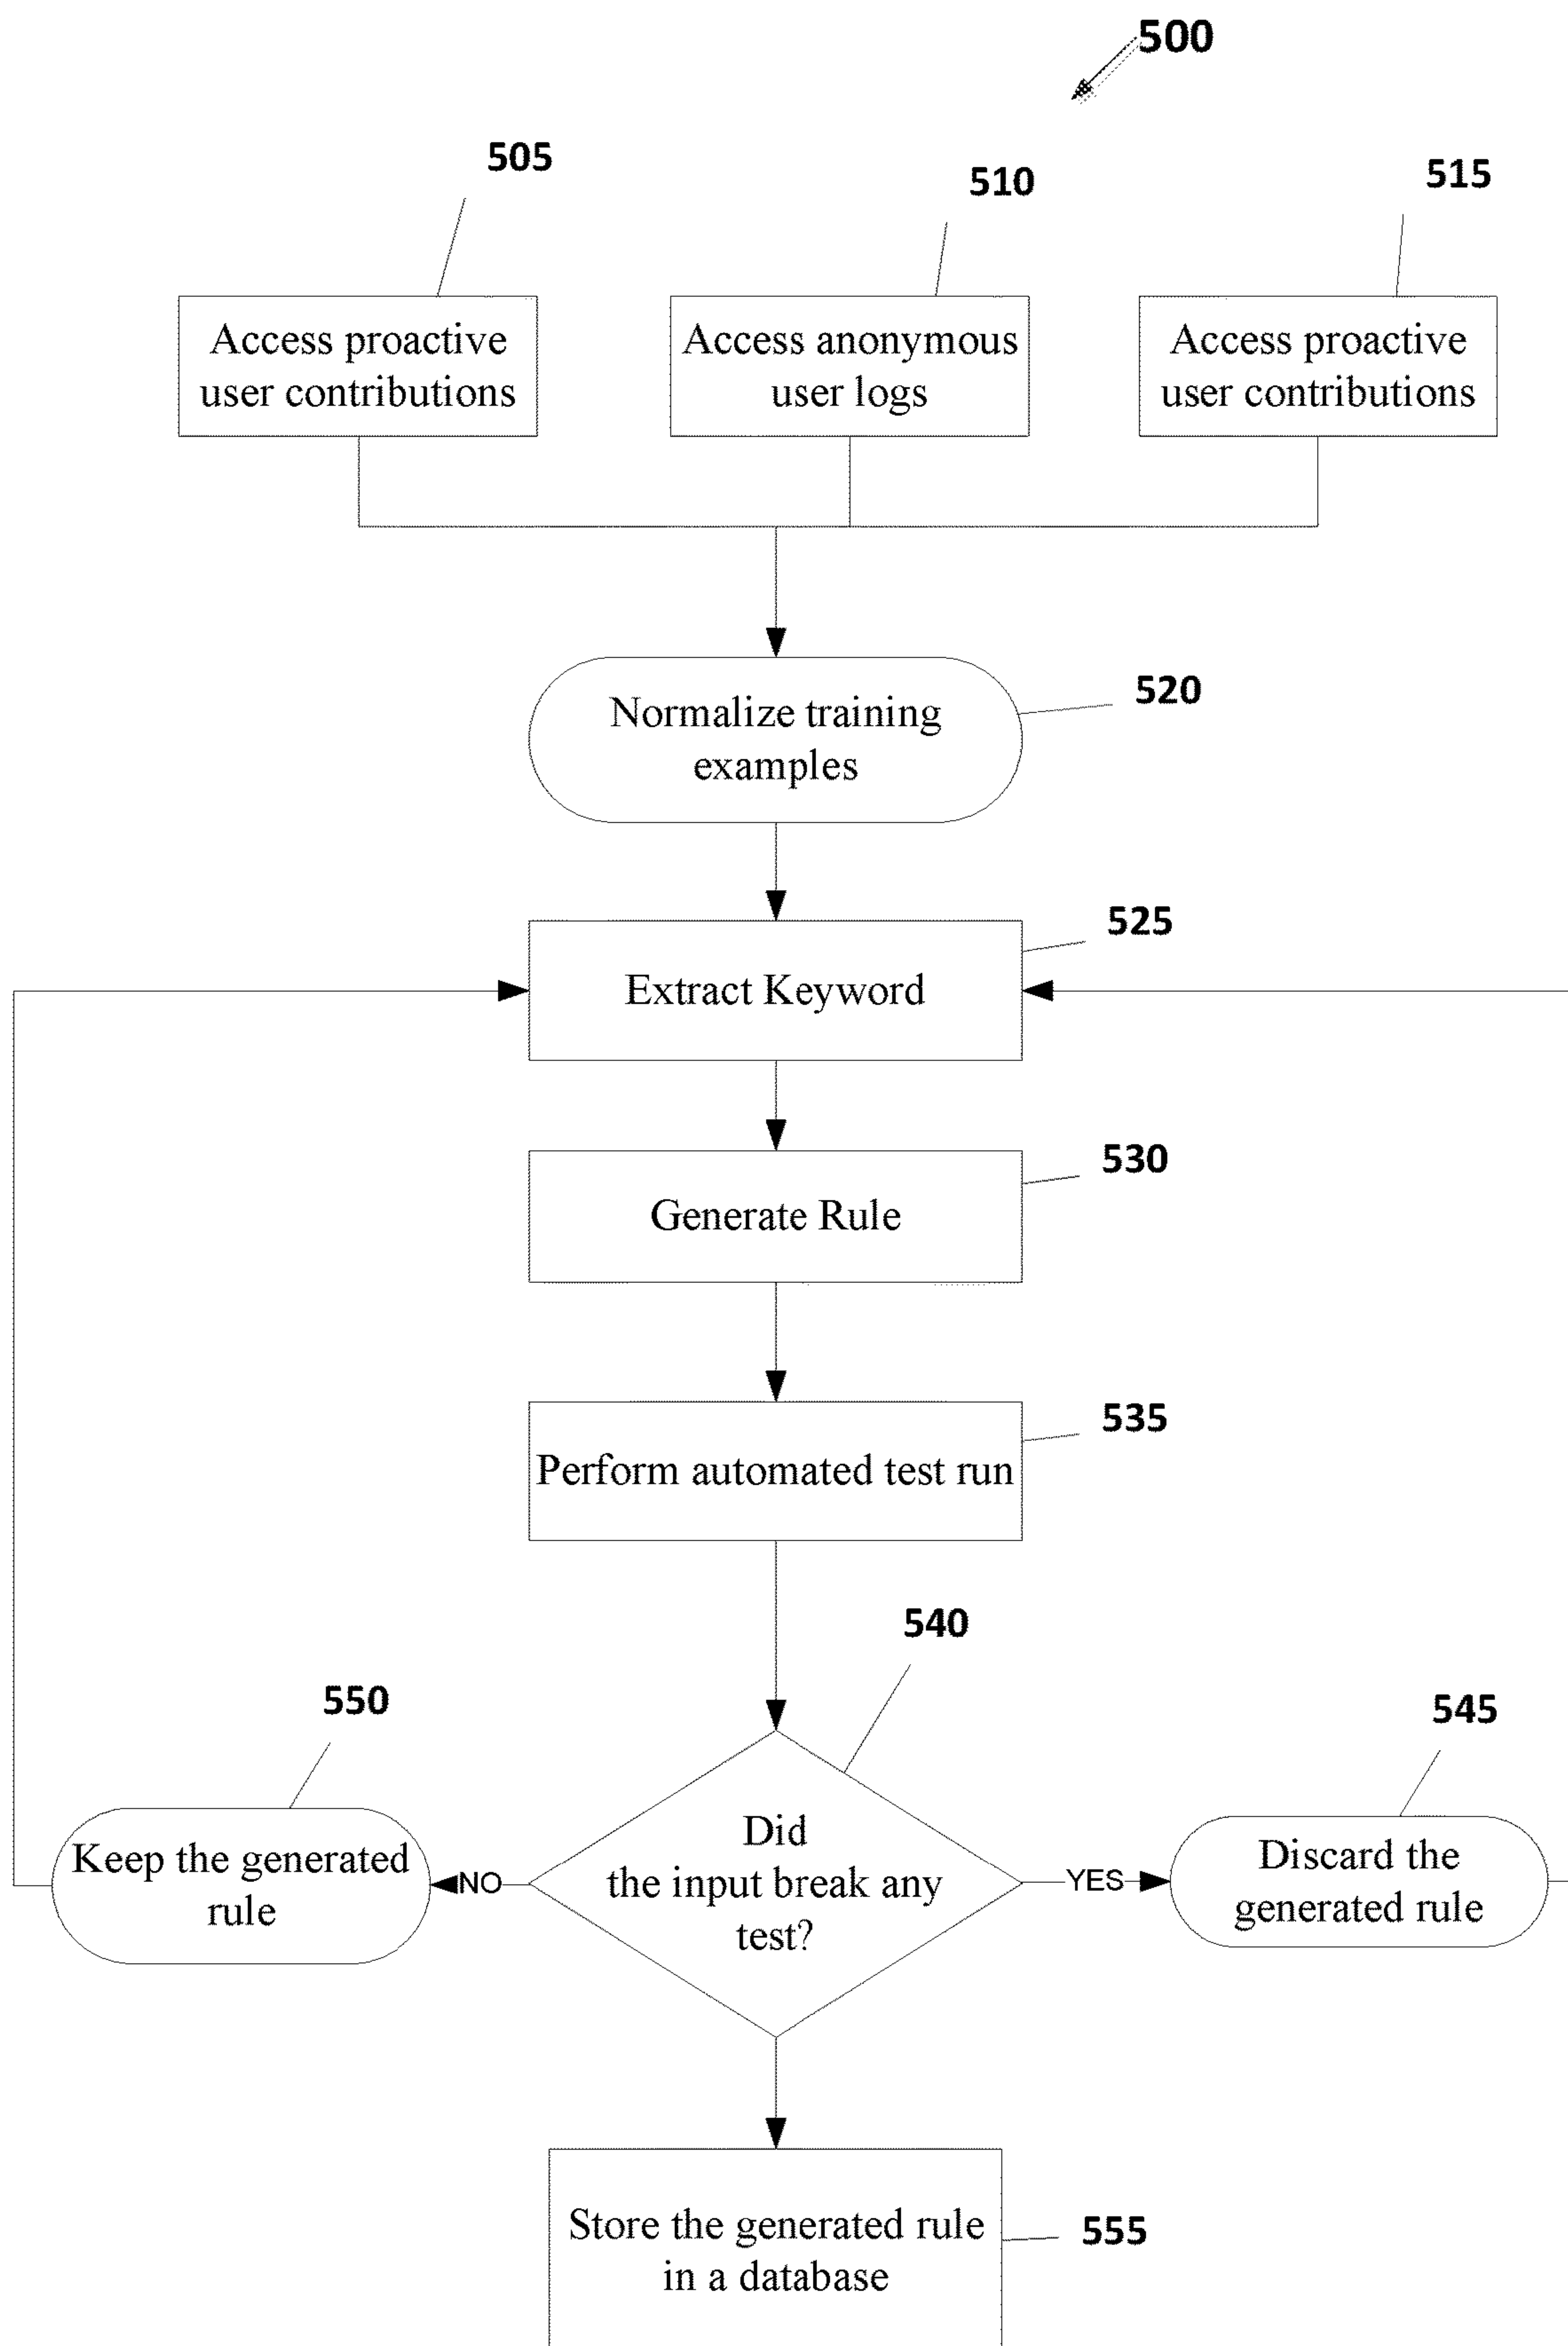 500
505
510
515
Access proactive
user contributions
Access anonymous
user logs
Access proactive
user contributions
520
Normalize training
examples
525
Extract Keyword
530
Generate Rule
535
Perform automated test run
540
550
545
Did
the input break any
test?
Keep the generated
rule
NO
YES
Discard the
generated rule
Store the generated rule
in a database
555